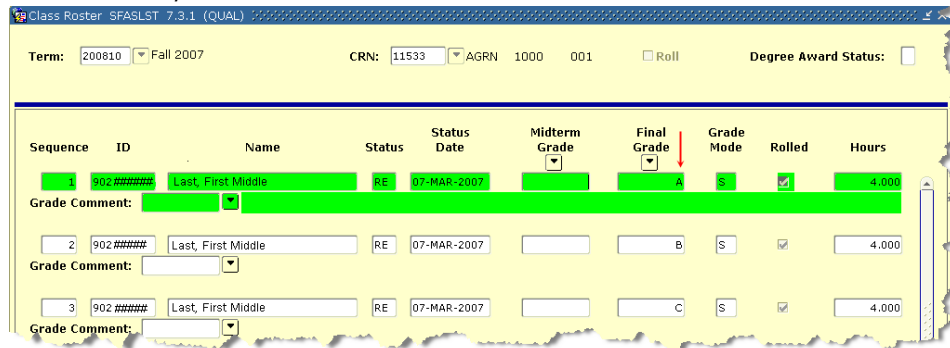 Class Roster SFASLST 7.3.1 (QUAL)
Term: 200810 Fall 2007 CRN: 11533 AGRN 1000 001 Roll Degree Award Status:
Status Midterm Final Grade
Sequence ID Name Status Date Grade Grade Mode Rolled Hours
1 902###### Last, First Middle RE 07-MAR-2007 A S 4.000
Grade Comment:
2 902##### Last, First Middle RE 07-MAR-2007 B S 4.000
Grade Comment:
3 902##### Last, First Middle RE 07-MAR-2007 C S 4.000
Grade Comment: